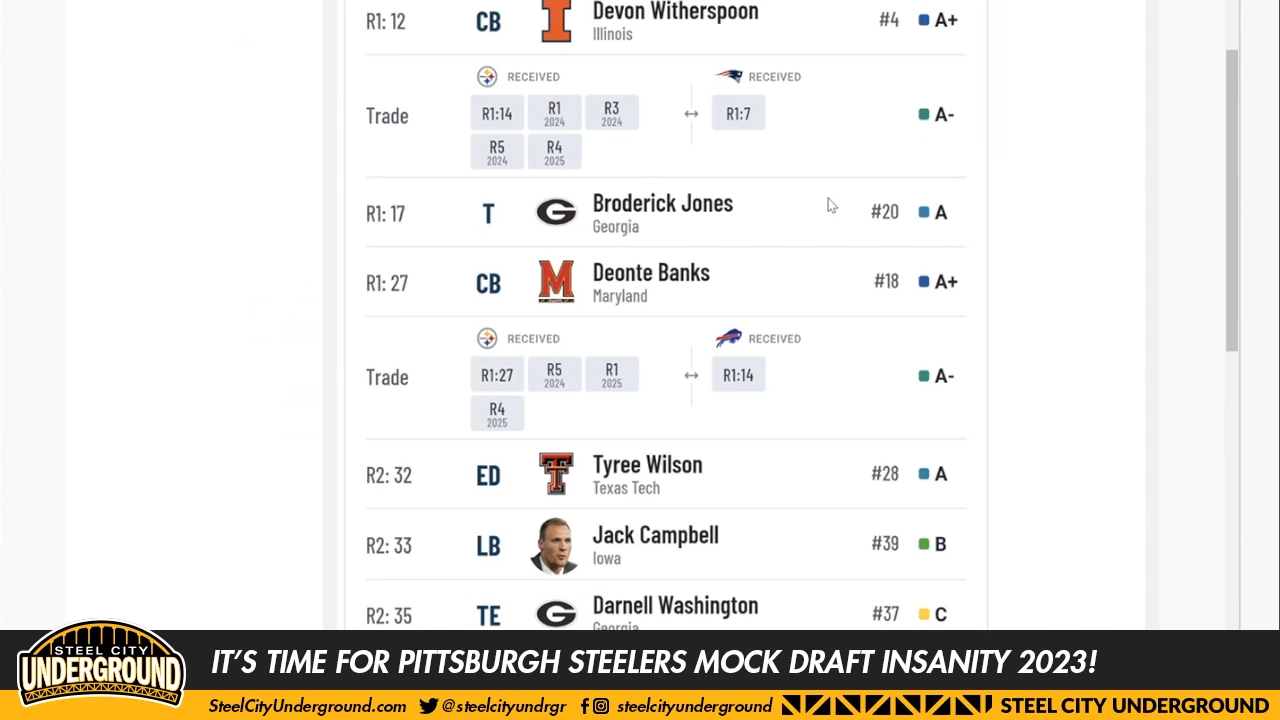 R1: 12 CB Devon Witherspoon #4 A+
Illinois
RECEIVED RECEIVED
Trade R1:14 R1 2024 R3 2024 ↔ R1:7 A-
R5 2024 R4 2025
R1: 17 T Broderick Jones #20 A
Georgia
R1: 27 CB Deonte Banks #18 A+
Maryland
RECEIVED RECEIVED
Trade R1:27 R5 2024 R1 2025 ↔ R1:14 A-
R4 2025
R2: 32 ED Tyree Wilson #28 A
Texas Tech
R2: 33 LB Jack Campbell #39 B
Iowa
R2: 35 TE Darnell Washington #37 C
Georgia
STEEL CITY
UNDERGROUND
IT'S TIME FOR PITTSBURGH STEELERS MOCK DRAFT INSANITY 2023!
SteelCityUnderground.com @steelcityundrgr steelcityunderground STEEL CITY UNDERGROUND